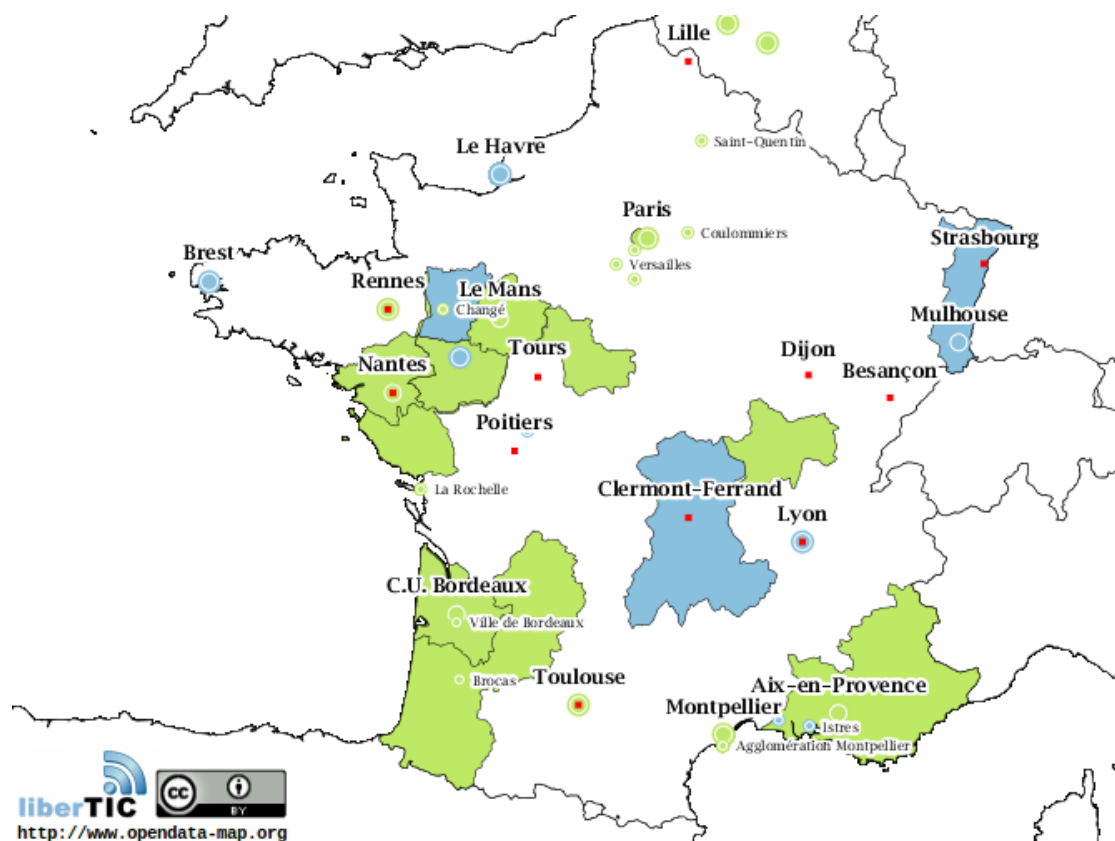 Lille
Saint-Quentin
Le Havre
Paris
Coulommiers
Strasbourg
Brest
Versailles
Rennes
Le Mans
Changé
Mulhouse
Nantes
Tours
Dijon
Besançon
Poitiers
La Rochelle
Clermont-Ferrand
Lyon
C.U. Bordeaux
Ville de Bordeaux
Brocas
Toulouse
Aix-en-Provence
Montpellier
Istres
Agglomération Montpellier
liberTIC
cc
BY
http://www.opendata-map.org